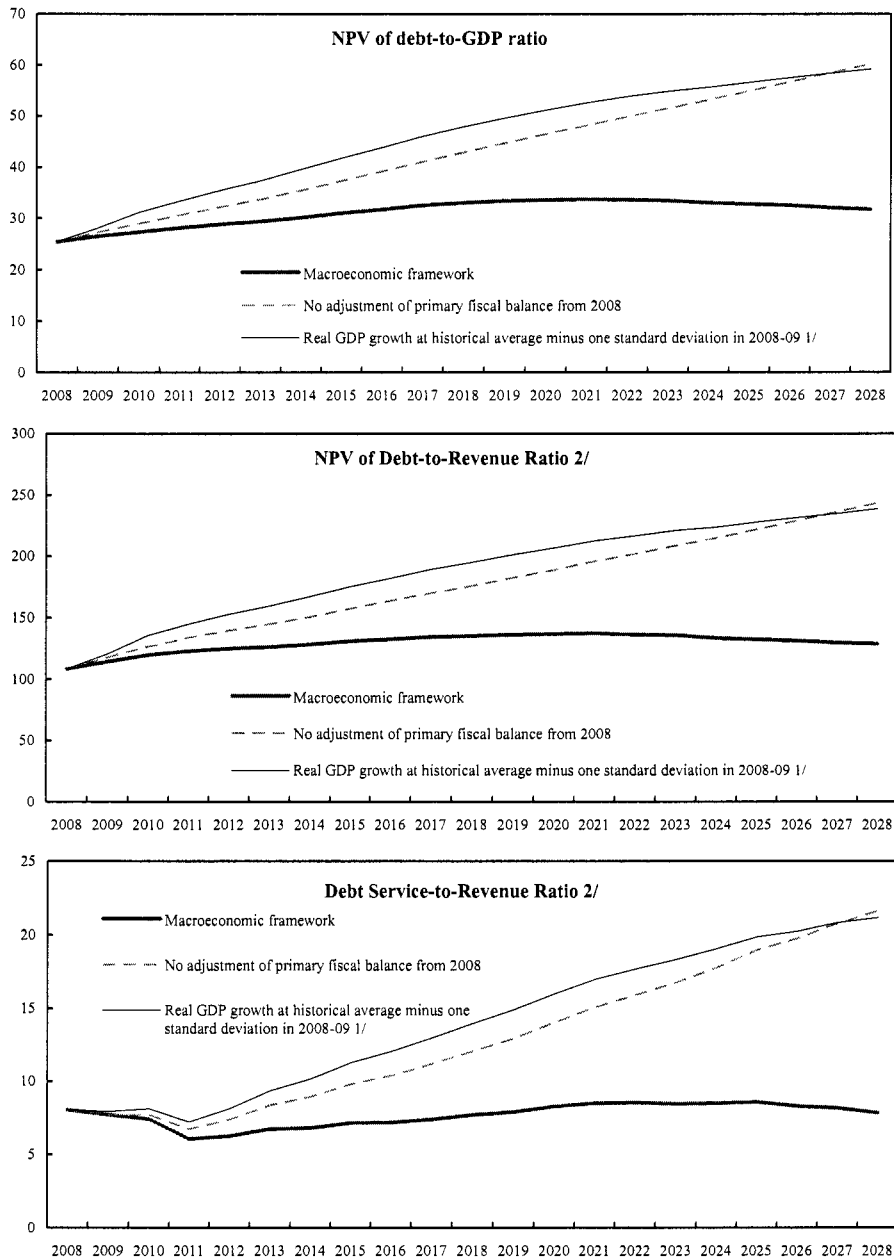 NPV of debt-to-GDP ratio
70
60
50
40
30
20
10
0
Macroeconomic framework
No adjustment of primary fiscal balance from 2008
Real GDP growth at historical average minus one standard deviation in 2008-09 1/
2008 2009 2010 2011 2012 2013 2014 2015 2016 2017 2018 2019 2020 2021 2022 2023 2024 2025 2026 2027 2028
NPV of Debt-to-Revenue Ratio 2/
300
250
200
150
100
50
0
Macroeconomic framework
No adjustment of primary fiscal balance from 2008
Real GDP growth at historical average minus one standard deviation in 2008-09 1/
2008 2009 2010 2011 2012 2013 2014 2015 2016 2017 2018 2019 2020 2021 2022 2023 2024 2025 2026 2027 2028
Debt Service-to-Revenue Ratio 2/
25
20
15
10
5
0
Macroeconomic framework
No adjustment of primary fiscal balance from 2008
Real GDP growth at historical average minus one
standard deviation in 2008-09 1/
2008 2009 2010 2011 2012 2013 2014 2015 2016 2017 2018 2019 2020 2021 2022 2023 2024 2025 2026 2027 2028